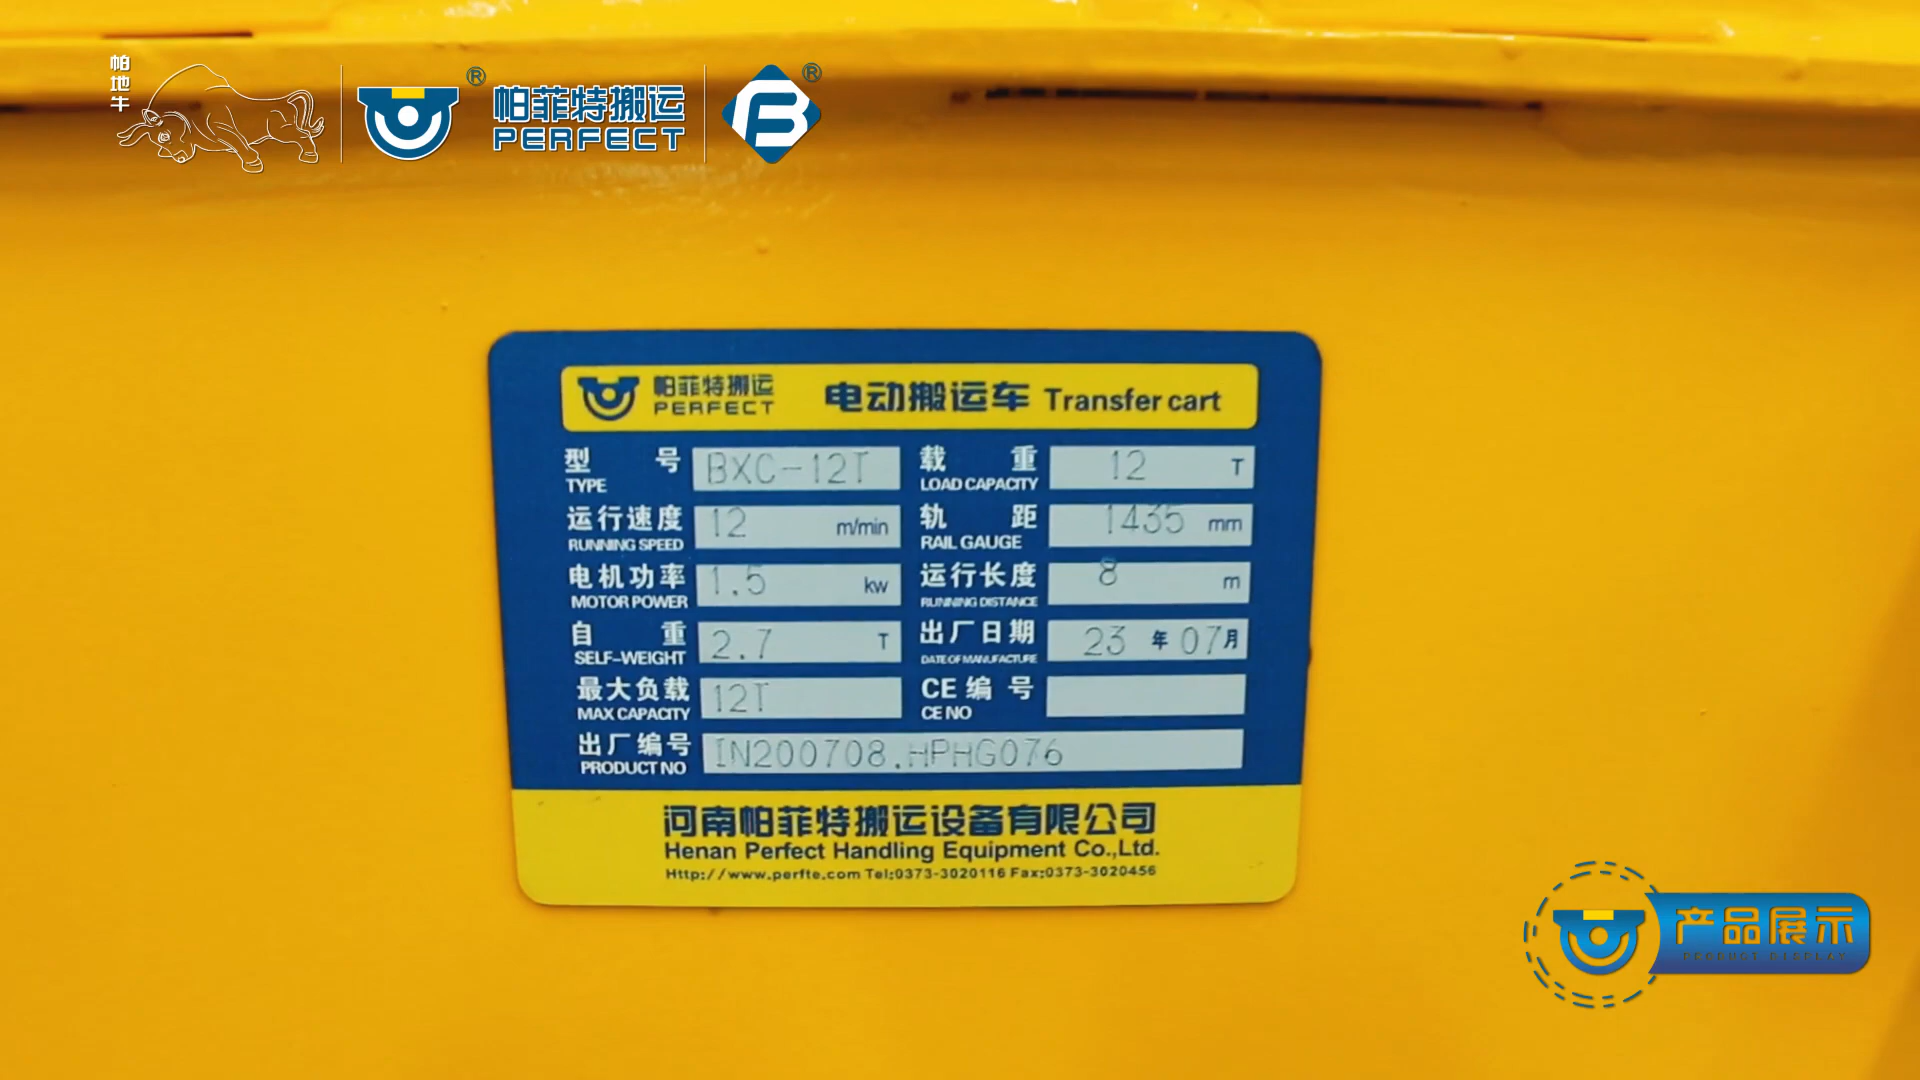 帕地牛
®
帕菲特搬运
PERFECT
®
帕菲特搬运
PERFECT
电动搬运车 Transfer cart
型号 BXC-12T 载重 12 T
TYPE LOAD CAPACITY
运行速度 12 m/min 轨距 1435 mm
RUNNING SPEED RAIL GAUGE
电机功率 1.5 kw 运行长度 8 m
MOTOR POWER RUNNING DISTANCE
自重 2.7 T 出厂日期 23 年 07月
SELF-WEIGHT DATE OF MANUFACTURE
最大负载 12T CE编号
MAX CAPACITY CE NO
出厂编号 IN200708.HPHG076
PRODUCT NO
河南帕菲特搬运设备有限公司
Henan Perfect Handling Equipment Co.,Ltd.
Http://www.perfte.com Tel:0373-3020116 Fax:0373-3020456
产品展示
PRODUCT DISPLAY